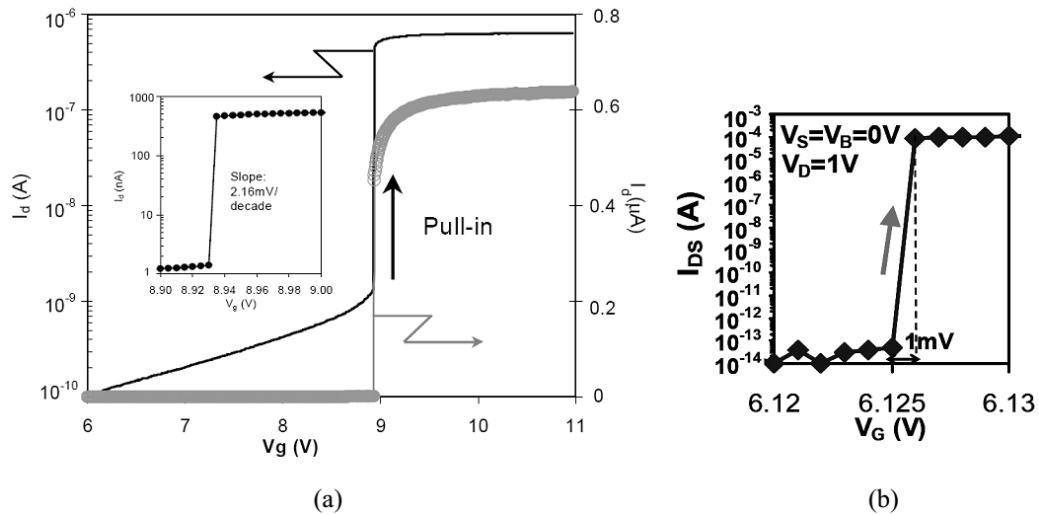 10⁻⁶
10⁻⁷
10⁻⁸
10⁻⁹
10⁻¹⁰
I_d (A)
6
7
8
9
10
11
Vg (V)
0.8
0.6
0.4
0.2
0
I_d (μA)
Pull-in
1000
100
10
1
I_d (nA)
Slope:
2.16mV/
decade
8.90 8.92 8.94 8.96 8.98 9.00
V_g (V)
(a)
10⁻³
10⁻⁴
10⁻⁵
10⁻⁶
10⁻⁷
10⁻⁸
10⁻⁹
10⁻¹⁰
10⁻¹¹
10⁻¹²
10⁻¹³
10⁻¹⁴
I_DS (A)
V_S=V_B=0V
V_D=1V
1mV
6.12 6.125 6.13
V_G (V)
(b)